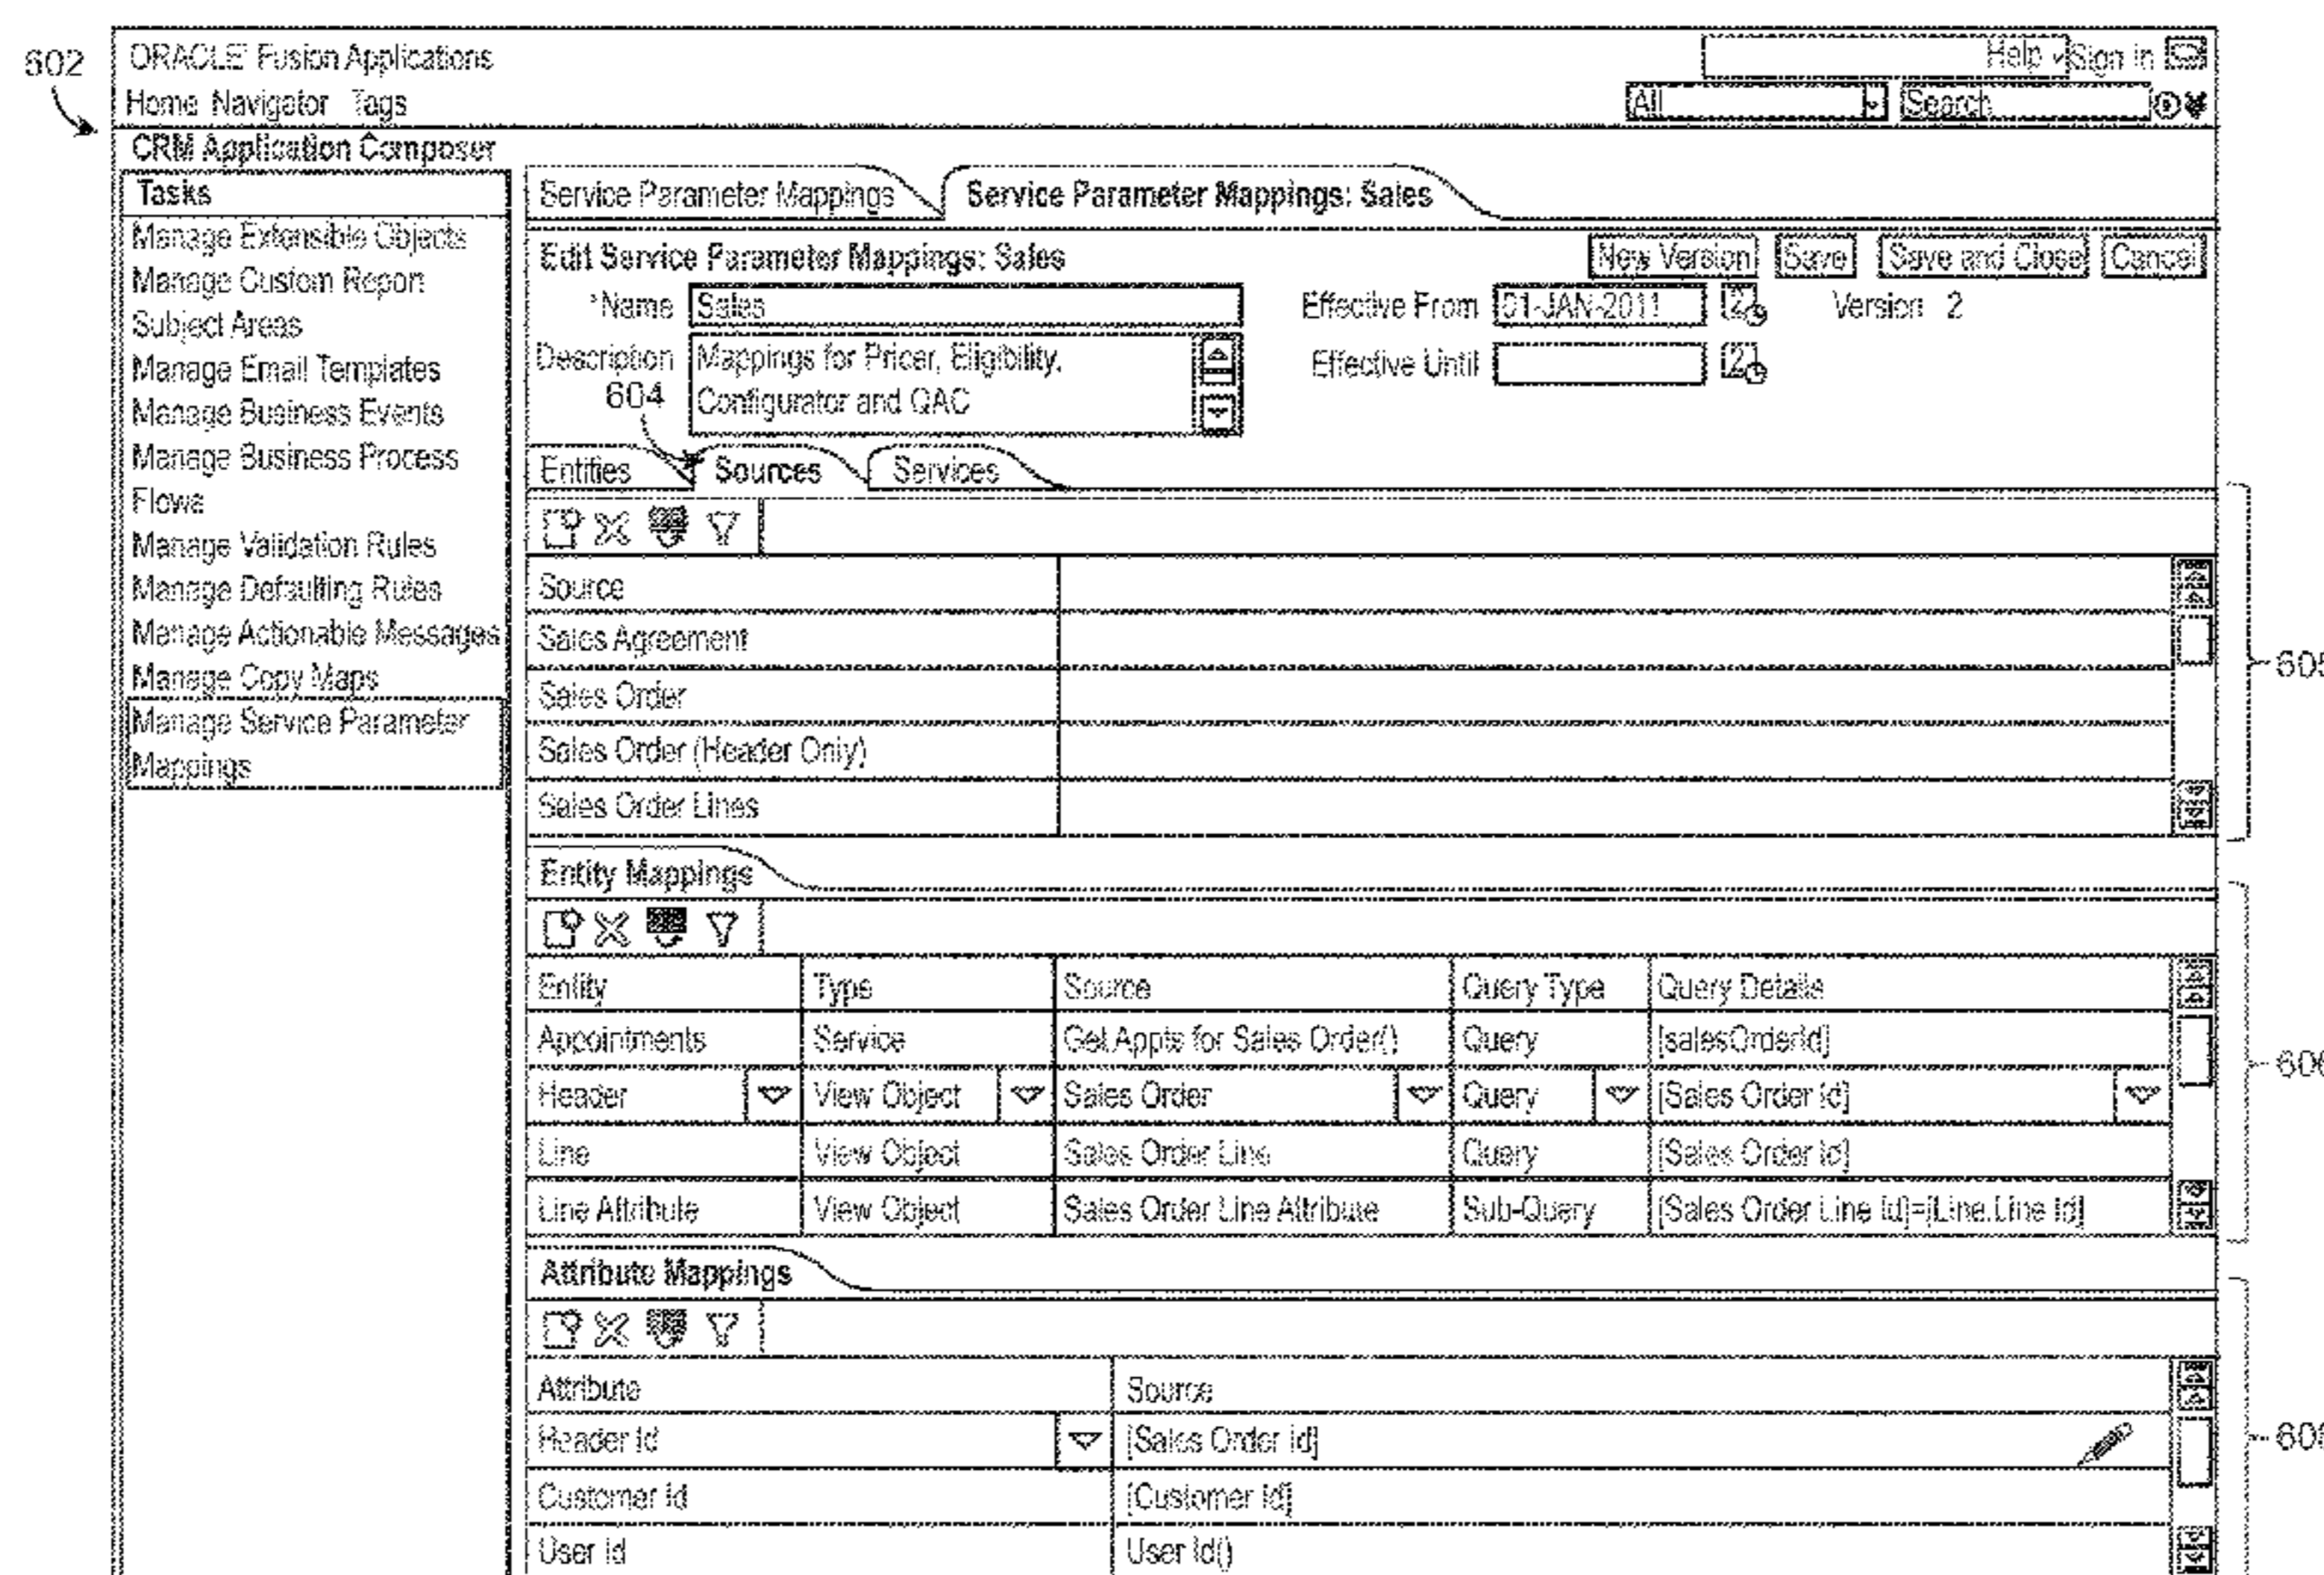 602
ORACLE' Fusion Applications
Help Sign In
Home Navigator Tags
All
Search
CRM Application Composer
Tasks
Manage Extensible Objects
Manage Custom Report
Subject Areas
Manage Email Templates
Manage Business Events
Manage Business Process
Flows
Manage Validation Rules
Manage Defaulting Rules
Manage Actionable Messages
Manage Copy Maps
Manage Service Parameter
Mappings
Service Parameter Mappings
Service Parameter Mappings: Sales
Edit Service Parameter Mappings: Sales
New Version Save Save and Close Cancel
*Name Sales
Effective From 01-JAN-2011
Version 2
Description Mappings for Pricer, Eligibility,
Configurator and QAC
Effective Until
604
Entities Sources Services
Source
Sales Agreement
Sales Order
Sales Order (Header Only)
Sales Order Lines
Entity Mappings
Entity Type Source Query Type Query Details
Appointments Service Get Appts for Sales Order() Query [salesOrderId]
Header View Object Sales Order Query [Sales Order Id]
Line View Object Sales Order Line Query [Sales Order Id]
Line Attribute View Object Sales Order Line Attribute Sub-Query [Sales Order Line Id]=[Line.Line Id]
Attribute Mappings
Attribute Source
Header Id [Sales Order Id]
Customer Id [Customer Id]
User Id User Id()